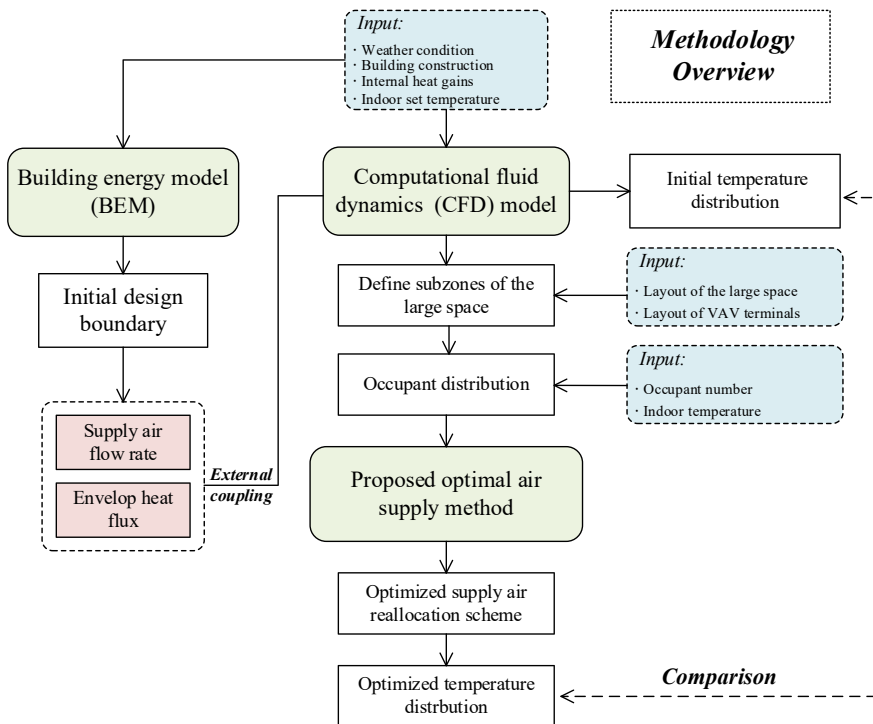 Input:
· Weather condition
· Building construction
· Internal heat gains
· Indoor set temperature
Methodology
Overview
Building energy model
(BEM)
Computational fluid
dynamics (CFD) model
Initial temperature
distribution
Initial design
boundary
Define subzones of the
large space
Input:
· Layout of the large space
· Layout of VAV terminals
Occupant distribution
Input:
· Occupant number
· Indoor temperature
Supply air
flow rate
Envelop heat
flux
External
coupling
Proposed optimal air
supply method
Optimized supply air
reallocation scheme
Optimized temperature
distrbution
Comparison